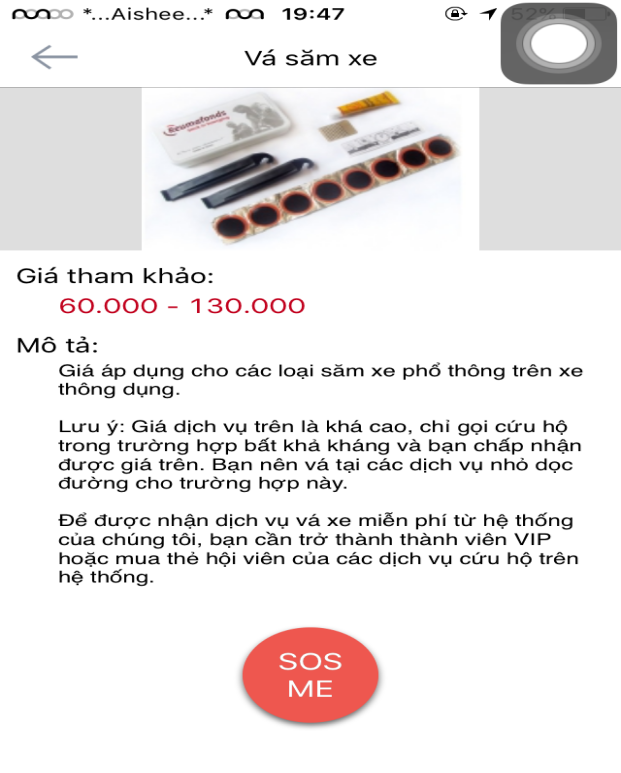 *...Aishee...* 19:47 52%
Vá săm xe
Giá tham khảo:
60.000 - 130.000
Mô tả:
Giá áp dụng cho các loại săm xe phổ thông trên xe
thông dụng.
Lưu ý: Giá dịch vụ trên là khá cao, chỉ gọi cứu hộ
trong trường hợp bất khả kháng và bạn chấp nhận
được giá trên. Bạn nên vá tại các dịch vụ nhỏ dọc
đường cho trường hợp này.
Để được nhận dịch vụ vá xe miễn phí từ hệ thống
của chúng tôi, bạn cần trở thành thành viên VIP
hoặc mua thẻ hội viên của các dịch vụ cứu hộ trên
hệ thống.
SOS
ME